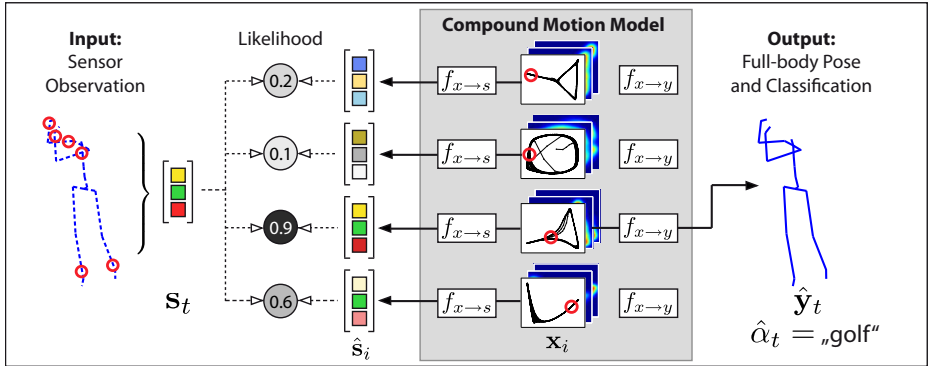 Input:
Sensor
Observation
s_t
Likelihood
0.2
0.1
0.9
0.6
ŝ_i
Compound Motion Model
f_{x→s}
f_{x→y}
f_{x→s}
f_{x→y}
f_{x→s}
f_{x→y}
f_{x→s}
f_{x→y}
x_i
Output:
Full-body Pose
and Classification
ŷ_t
α̂_t = „golf“